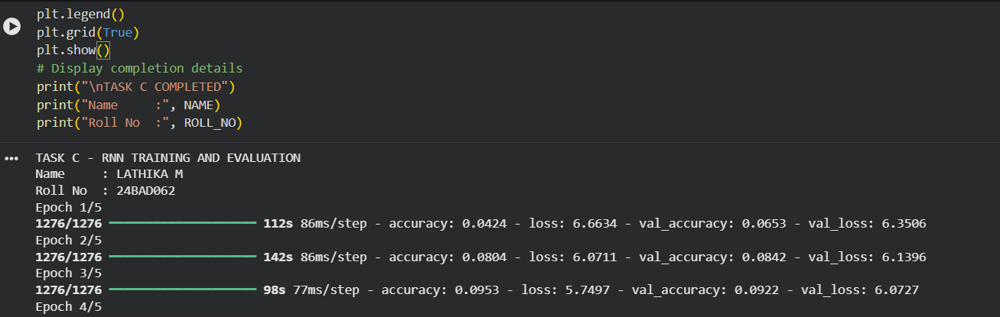 plt.legend()
plt.grid(True)
plt.show()
# Display completion details
print("\nTASK C COMPLETED")
print("Name     :", NAME)
print("Roll No  :", ROLL_NO)
TASK C - RNN TRAINING AND EVALUATION
Name     : LATHIKA M
Roll No  : 24BAD062
Epoch 1/5
1276/1276 ━━━━━━━━━━━━━━━━━━━━ 112s 86ms/step - accuracy: 0.0424 - loss: 6.6634 - val_accuracy: 0.0653 - val_loss: 6.3506
Epoch 2/5
1276/1276 ━━━━━━━━━━━━━━━━━━━━ 142s 86ms/step - accuracy: 0.0804 - loss: 6.0711 - val_accuracy: 0.0842 - val_loss: 6.1396
Epoch 3/5
1276/1276 ━━━━━━━━━━━━━━━━━━━━ 98s 77ms/step - accuracy: 0.0953 - loss: 5.7497 - val_accuracy: 0.0922 - val_loss: 6.0727
Epoch 4/5